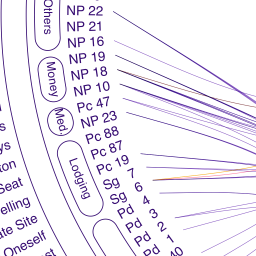 Others
Money
Med
Lodging
NP 22
NP 21
NP 16
NP 19
NP 18
NP 10
Pc 47
NP 23
Pc 88
Pc 87
Pc 19
Sg 7
Sg 6
Pd 4
Pd 3
Pd 2
Pd 1
40
Seat
elling
ate Site
Oneself